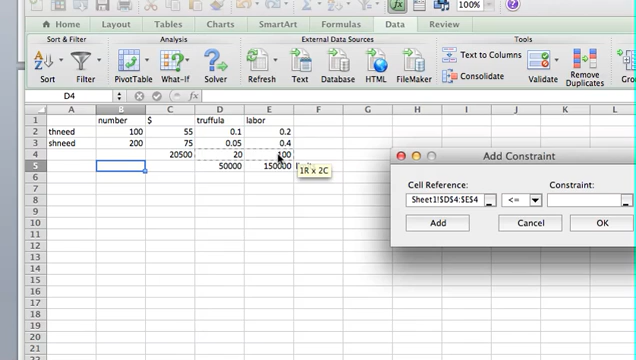 100%
Home Layout Tables Charts SmartArt Formulas Data Review
Sort & Filter Analysis External Data Sources Tools
Sort Filter PivotTable What-If Solver Refresh Text Database HTML FileMaker Text to Columns Consolidate Validate Remove Duplicates
D4 fx
A B C D E F G H I J K L
1 number $ truffula labor
2 thneed 100 55 0.1 0.2
3 shneed 200 75 0.05 0.4
4 20500 20 100
5 50000 150000
1R x 2C
6
7
8
9
10
11
12
13
14
15
16
17
18
19
20
21
22
Add Constraint
Cell Reference: Constraint:
Sheet1!$D$4:$E$4 <=
Add Cancel OK